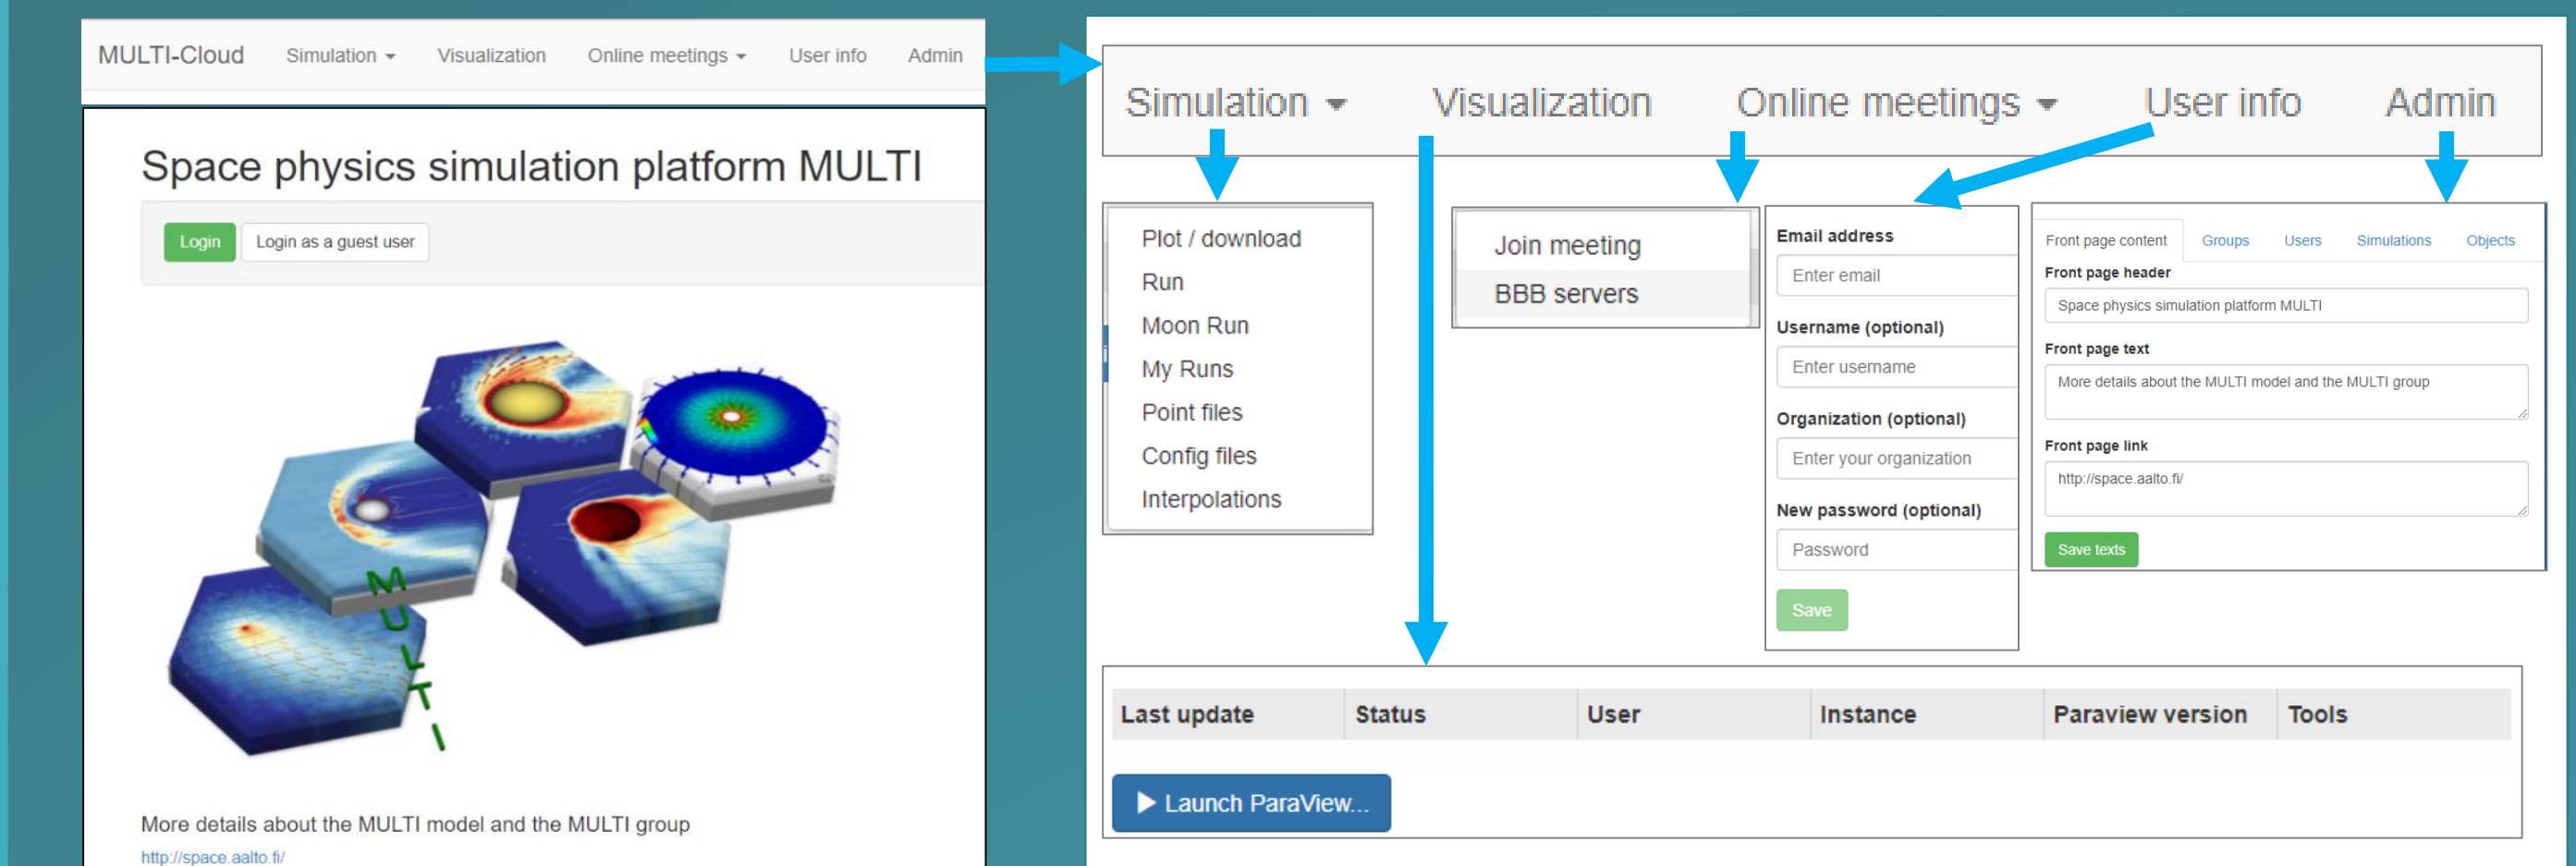 MULTI-Cloud Simulation Visualization Online meetings User info Admin
Space physics simulation platform MULTI
Login Login as a guest user
MULTI
More details about the MULTI model and the MULTI group
http://space.aalto.fi/
Simulation Visualization Online meetings User info Admin
Plot / download
Run
Moon Run
My Runs
Point files
Config files
Interpolations
Join meeting
BBB servers
Email address
Enter email
Username (optional)
Enter username
Organization (optional)
Enter your organization
New password (optional)
Password
Save
Front page content Groups Users Simulations Objects
Front page header
Space physics simulation platform MULTI
Front page text
More details about the MULTI model and the MULTI group
Front page link
http://space.aalto.fi/
Save texts
Last update Status User Instance Paraview version Tools
Launch ParaView...